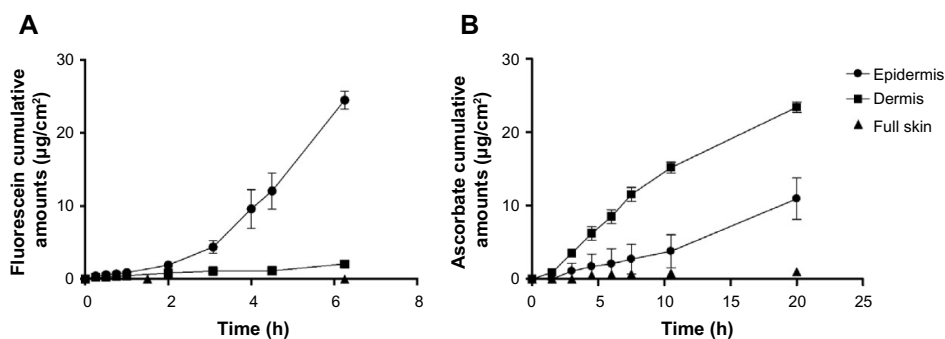 A
Fluorescein cumulative
amounts (µg/cm²)
30
20
10
0
0 2 4 6 8
Time (h)
B
Ascorbate cumulative
amounts (µg/cm²)
30
20
10
0
0 5 10 15 20 25
Time (h)
Epidermis
Dermis
Full skin